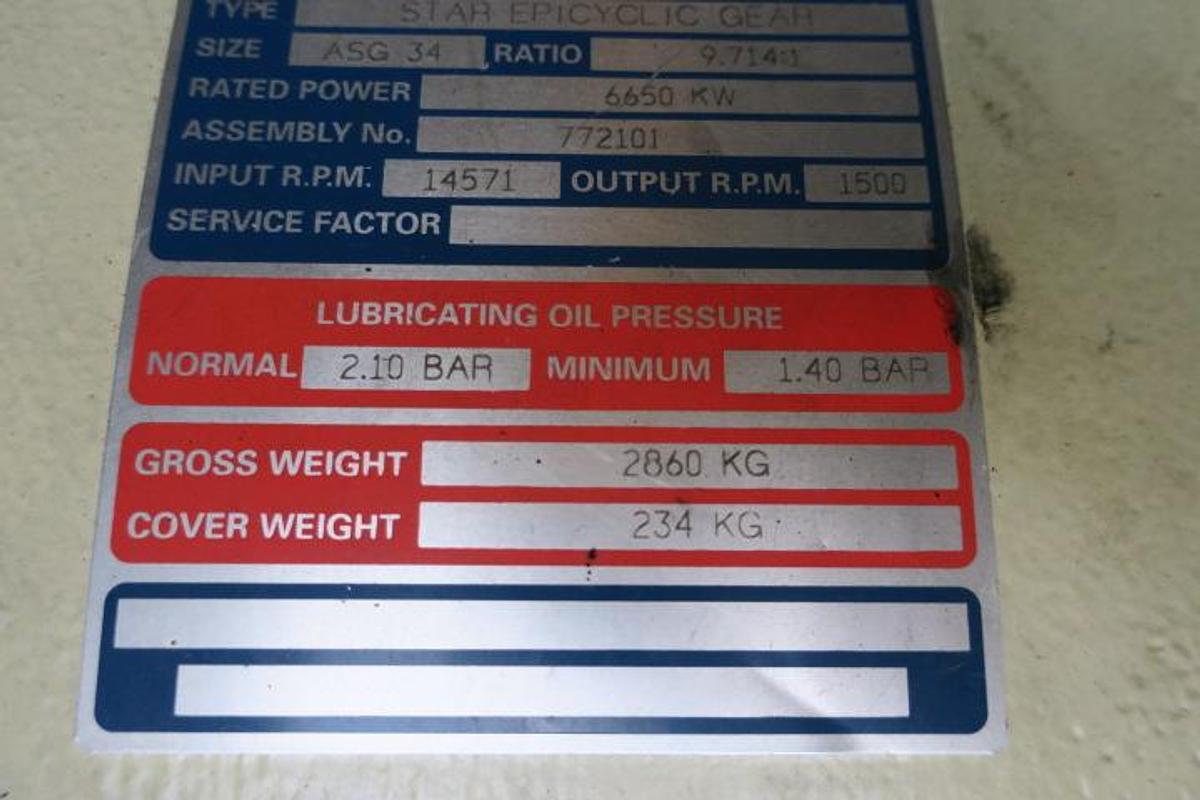 TYPE STAR EPICYCLIC GEAR
SIZE ASG 34 RATIO 9.714:1
RATED POWER 6650 KW
ASSEMBLY No. 772101
INPUT R.P.M. 14571 OUTPUT R.P.M. 1500
SERVICE FACTOR
LUBRICATING OIL PRESSURE
NORMAL 2.10 BAR MINIMUM 1.40 BAR
GROSS WEIGHT 2860 KG
COVER WEIGHT 234 KG